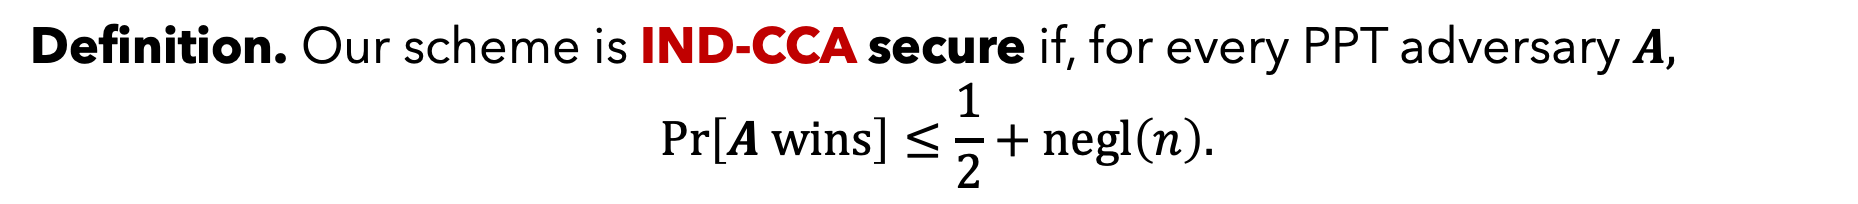 Definition. Our scheme is IND-CCA secure if, for every PPT adversary A,
Pr[A wins] ≤ 1/2 + negl(n).